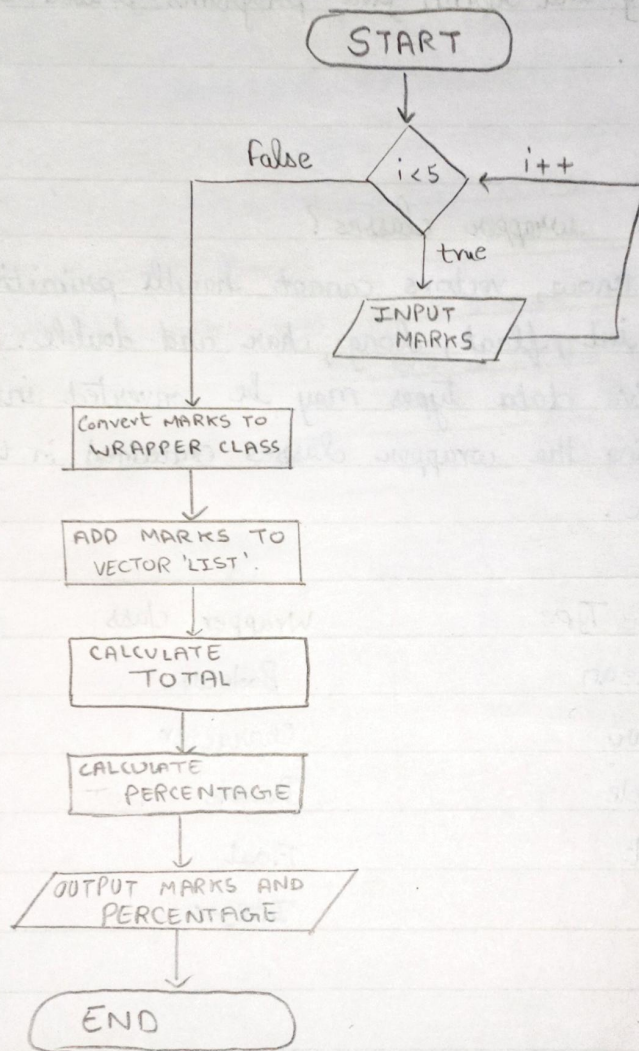 START
False
i<5
i++
true
INPUT
MARKS
Convert MARKS TO
WRAPPER CLASS
ADD MARKS TO
VECTOR 'LIST'.
CALCULATE
TOTAL
CALCULATE
PERCENTAGE
OUTPUT MARKS AND
PERCENTAGE
END